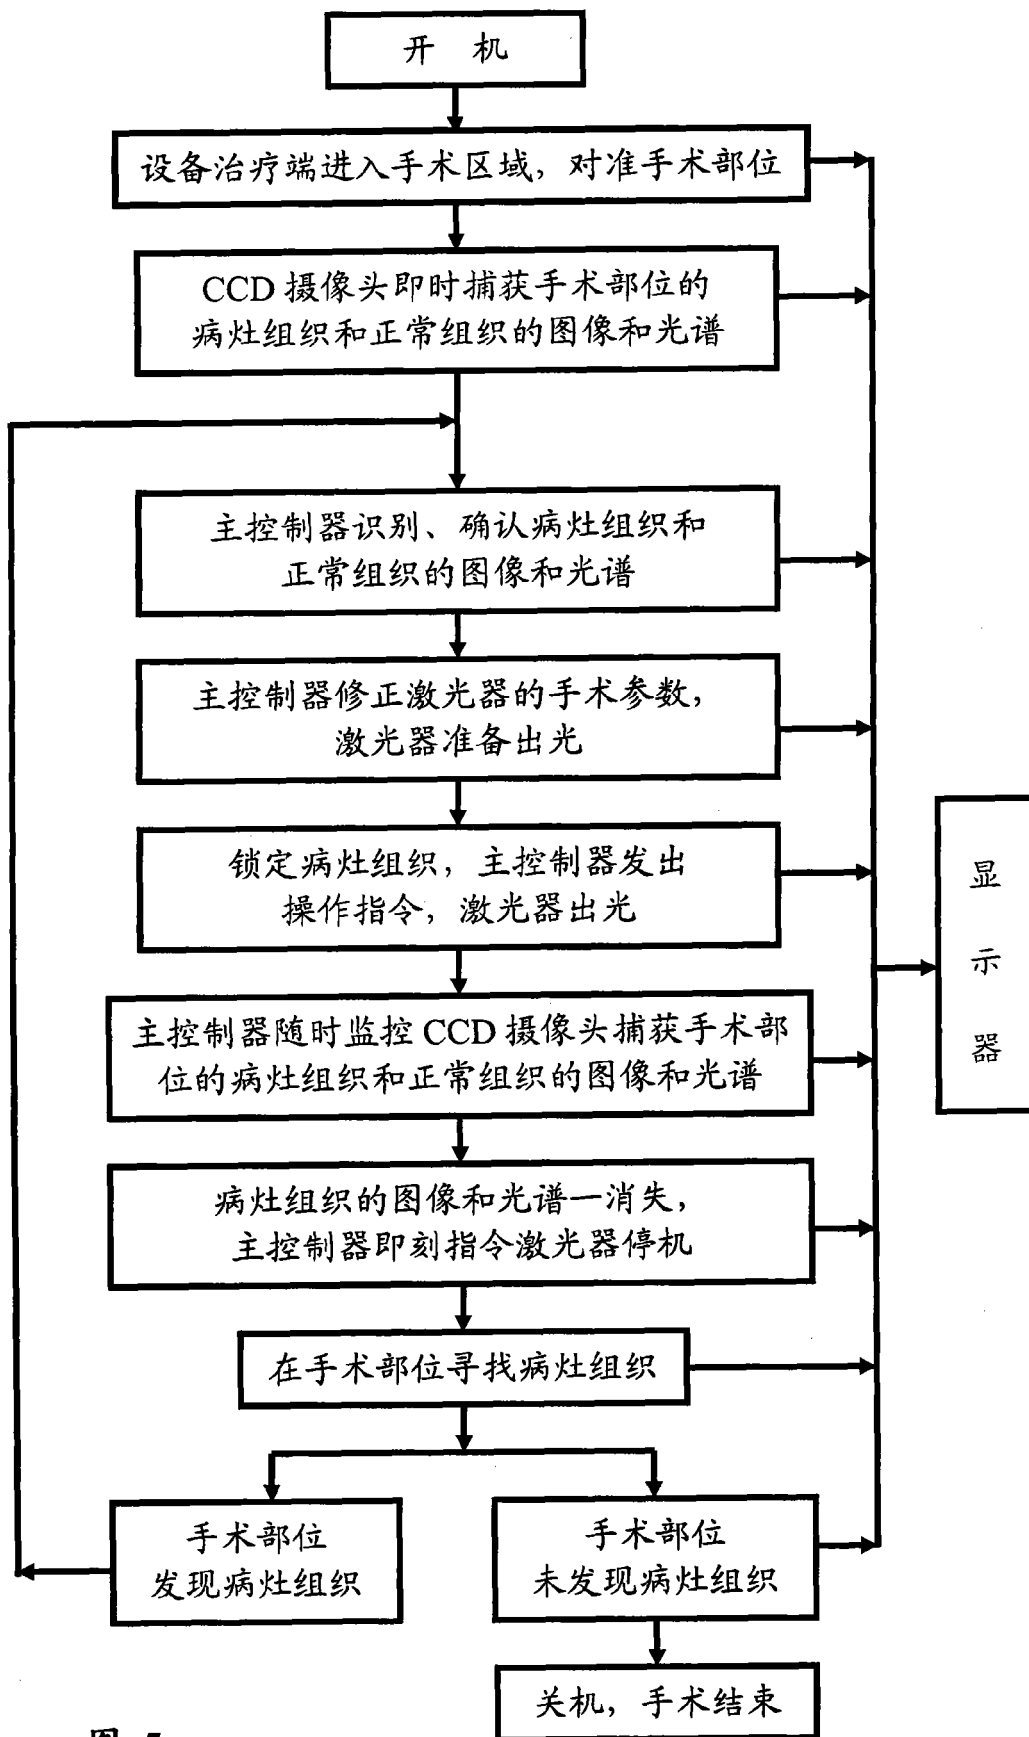 开 机
设备治疗端进入手术区域，对准手术部位
CCD 摄像头即时捕获手术部位的
病灶组织和正常组织的图像和光谱
主控制器识别、确认病灶组织和
正常组织的图像和光谱
主控制器修正激光器的手术参数，
激光器准备出光
锁定病灶组织，主控制器发出
操作指令，激光器出光
主控制器随时监控 CCD 摄像头捕获手术部
位的病灶组织和正常组织的图像和光谱
病灶组织的图像和光谱一消失，
主控制器即刻指令激光器停机
在手术部位寻找病灶组织
手术部位
发现病灶组织
手术部位
未发现病灶组织
关机，手术结束
显
示
器
图